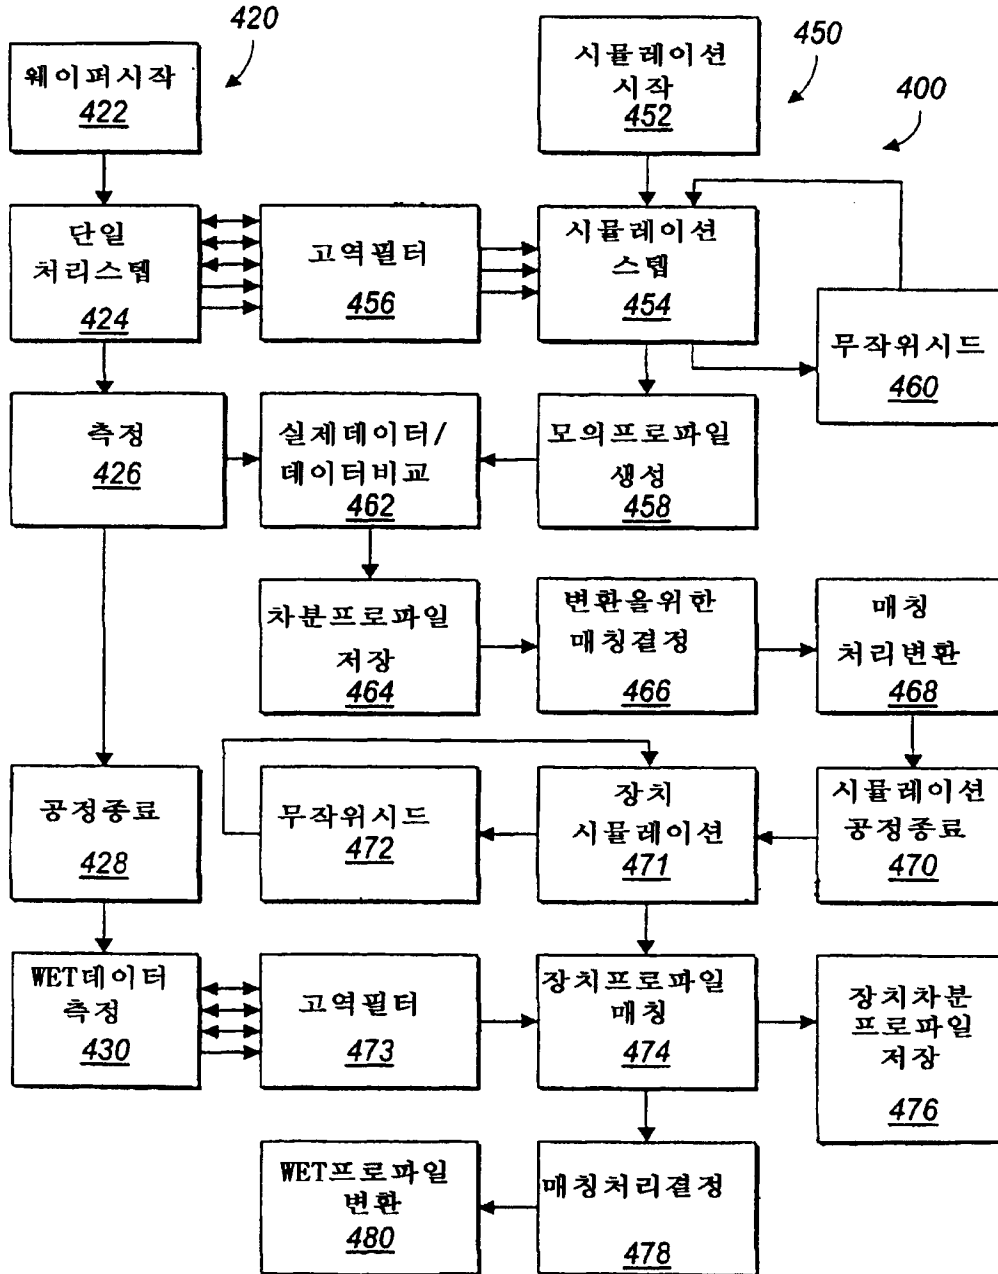 420
450
400
웨이퍼시작
422
시뮬레이션
시작
452
단일
처리스텝
424
고역필터
456
시뮬레이션
스텝
454
무작위시드
460
측정
426
실제데이터/
데이터비교
462
모의프로파일
생성
458
차분프로파일
저장
464
변환을위한
매칭결정
466
매칭
처리변환
468
공정종료
428
무작위시드
472
장치
시뮬레이션
471
시뮬레이션
공정종료
470
WET데이터
측정
430
고역필터
473
장치프로파일
매칭
474
장치차분
프로파일
저장
476
WET프로파일
변환
480
매칭처리결정
478